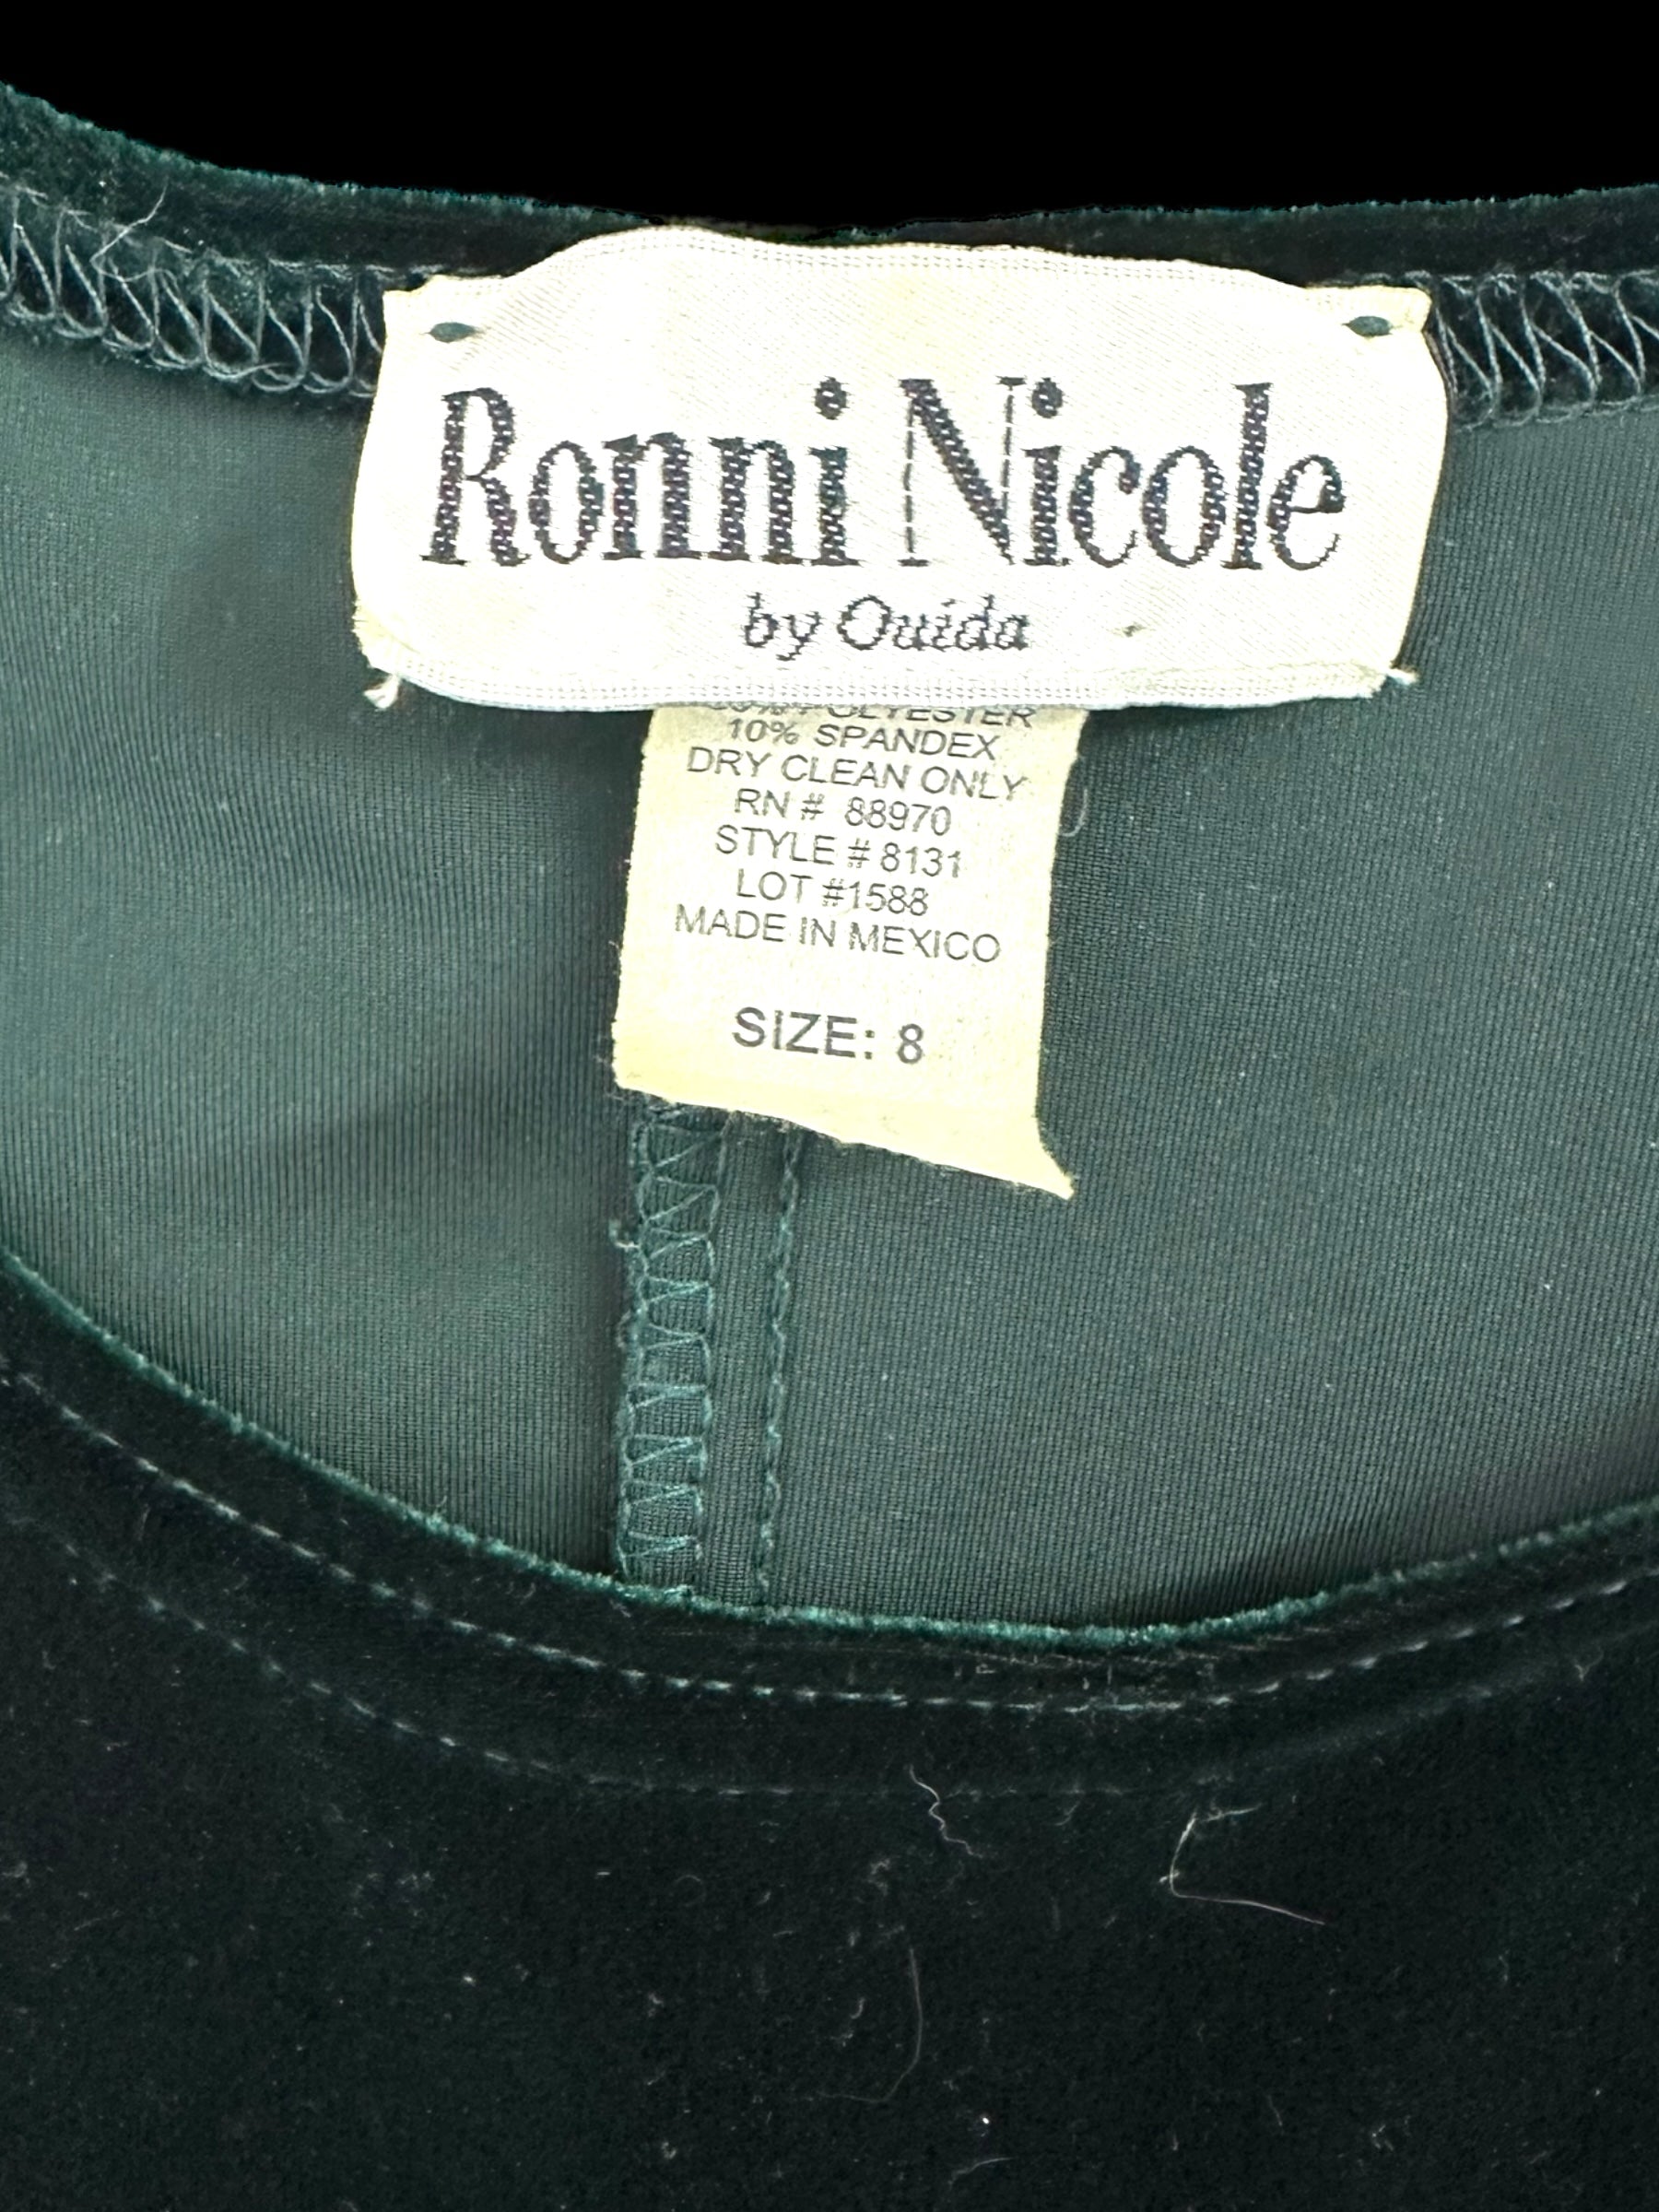 Ronni Nicole
by Ouida
POLYESTER
10% SPANDEX
DRY CLEAN ONLY
RN # 88970
STYLE # 8131
LOT #1588
MADE IN MEXICO
SIZE: 8